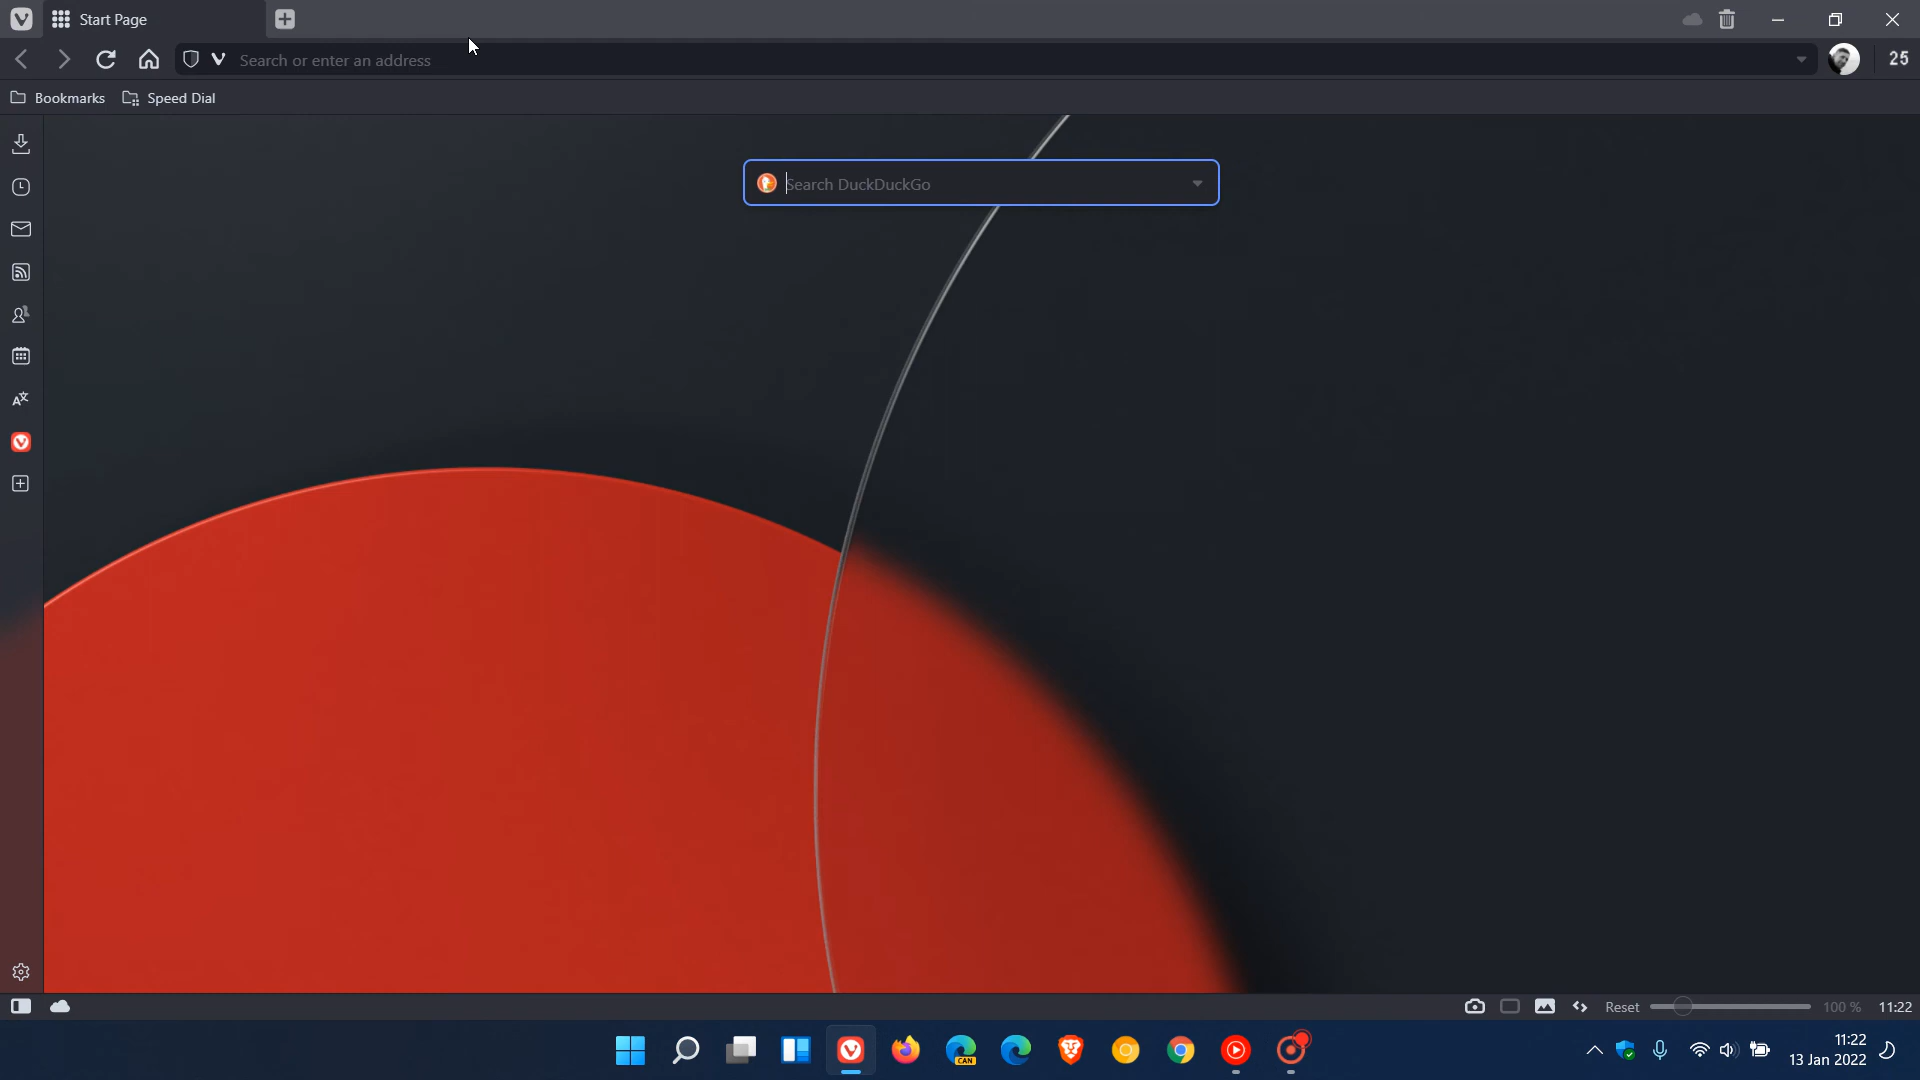 Start Page
Search or enter an address
25
Bookmarks
Speed Dial
Search DuckDuckGo
Reset
100 %
11:22
CAN
11:22
13 Jan 2022